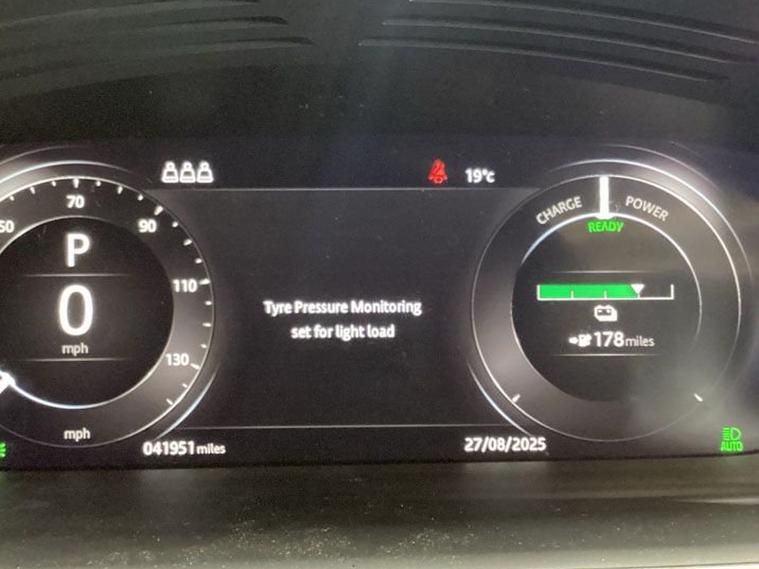 19°c
50
70
90
110
130
P
0
mph
mph
Tyre Pressure Monitoring
set for light load
CHARGE
POWER
READY
178 miles
041951 miles
27/08/2025
AUTO